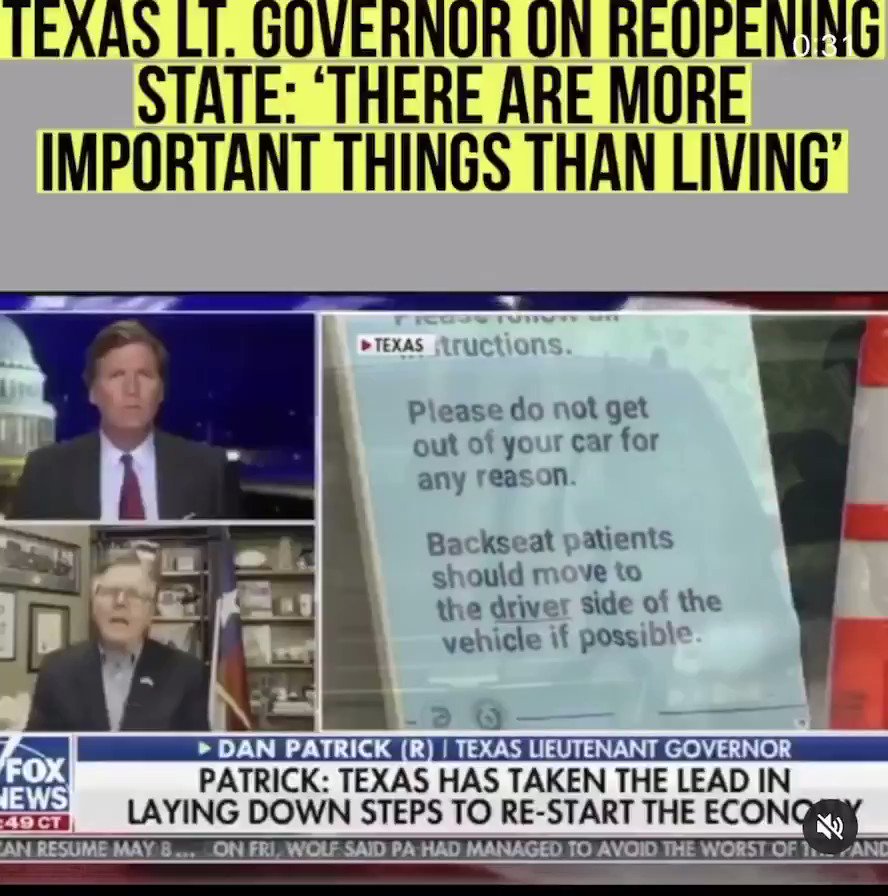 TEXAS LT. GOVERNOR ON REOPENING
0:31
STATE: ‘THERE ARE MORE
IMPORTANT THINGS THAN LIVING’
▶TEXAS
tructions.
Please do not get
out of your car for
any reason.
Backseat patients
should move to
the driver side of the
vehicle if possible.
▶ DAN PATRICK (R) | TEXAS LIEUTENANT GOVERNOR
FOX
NEWS
:49 CT
PATRICK: TEXAS HAS TAKEN THE LEAD IN
LAYING DOWN STEPS TO RE-START THE ECONOMY
AN RESUME MAY 8... ON FRI, WOLF SAID PA HAD MANAGED TO AVOID THE WORST OF